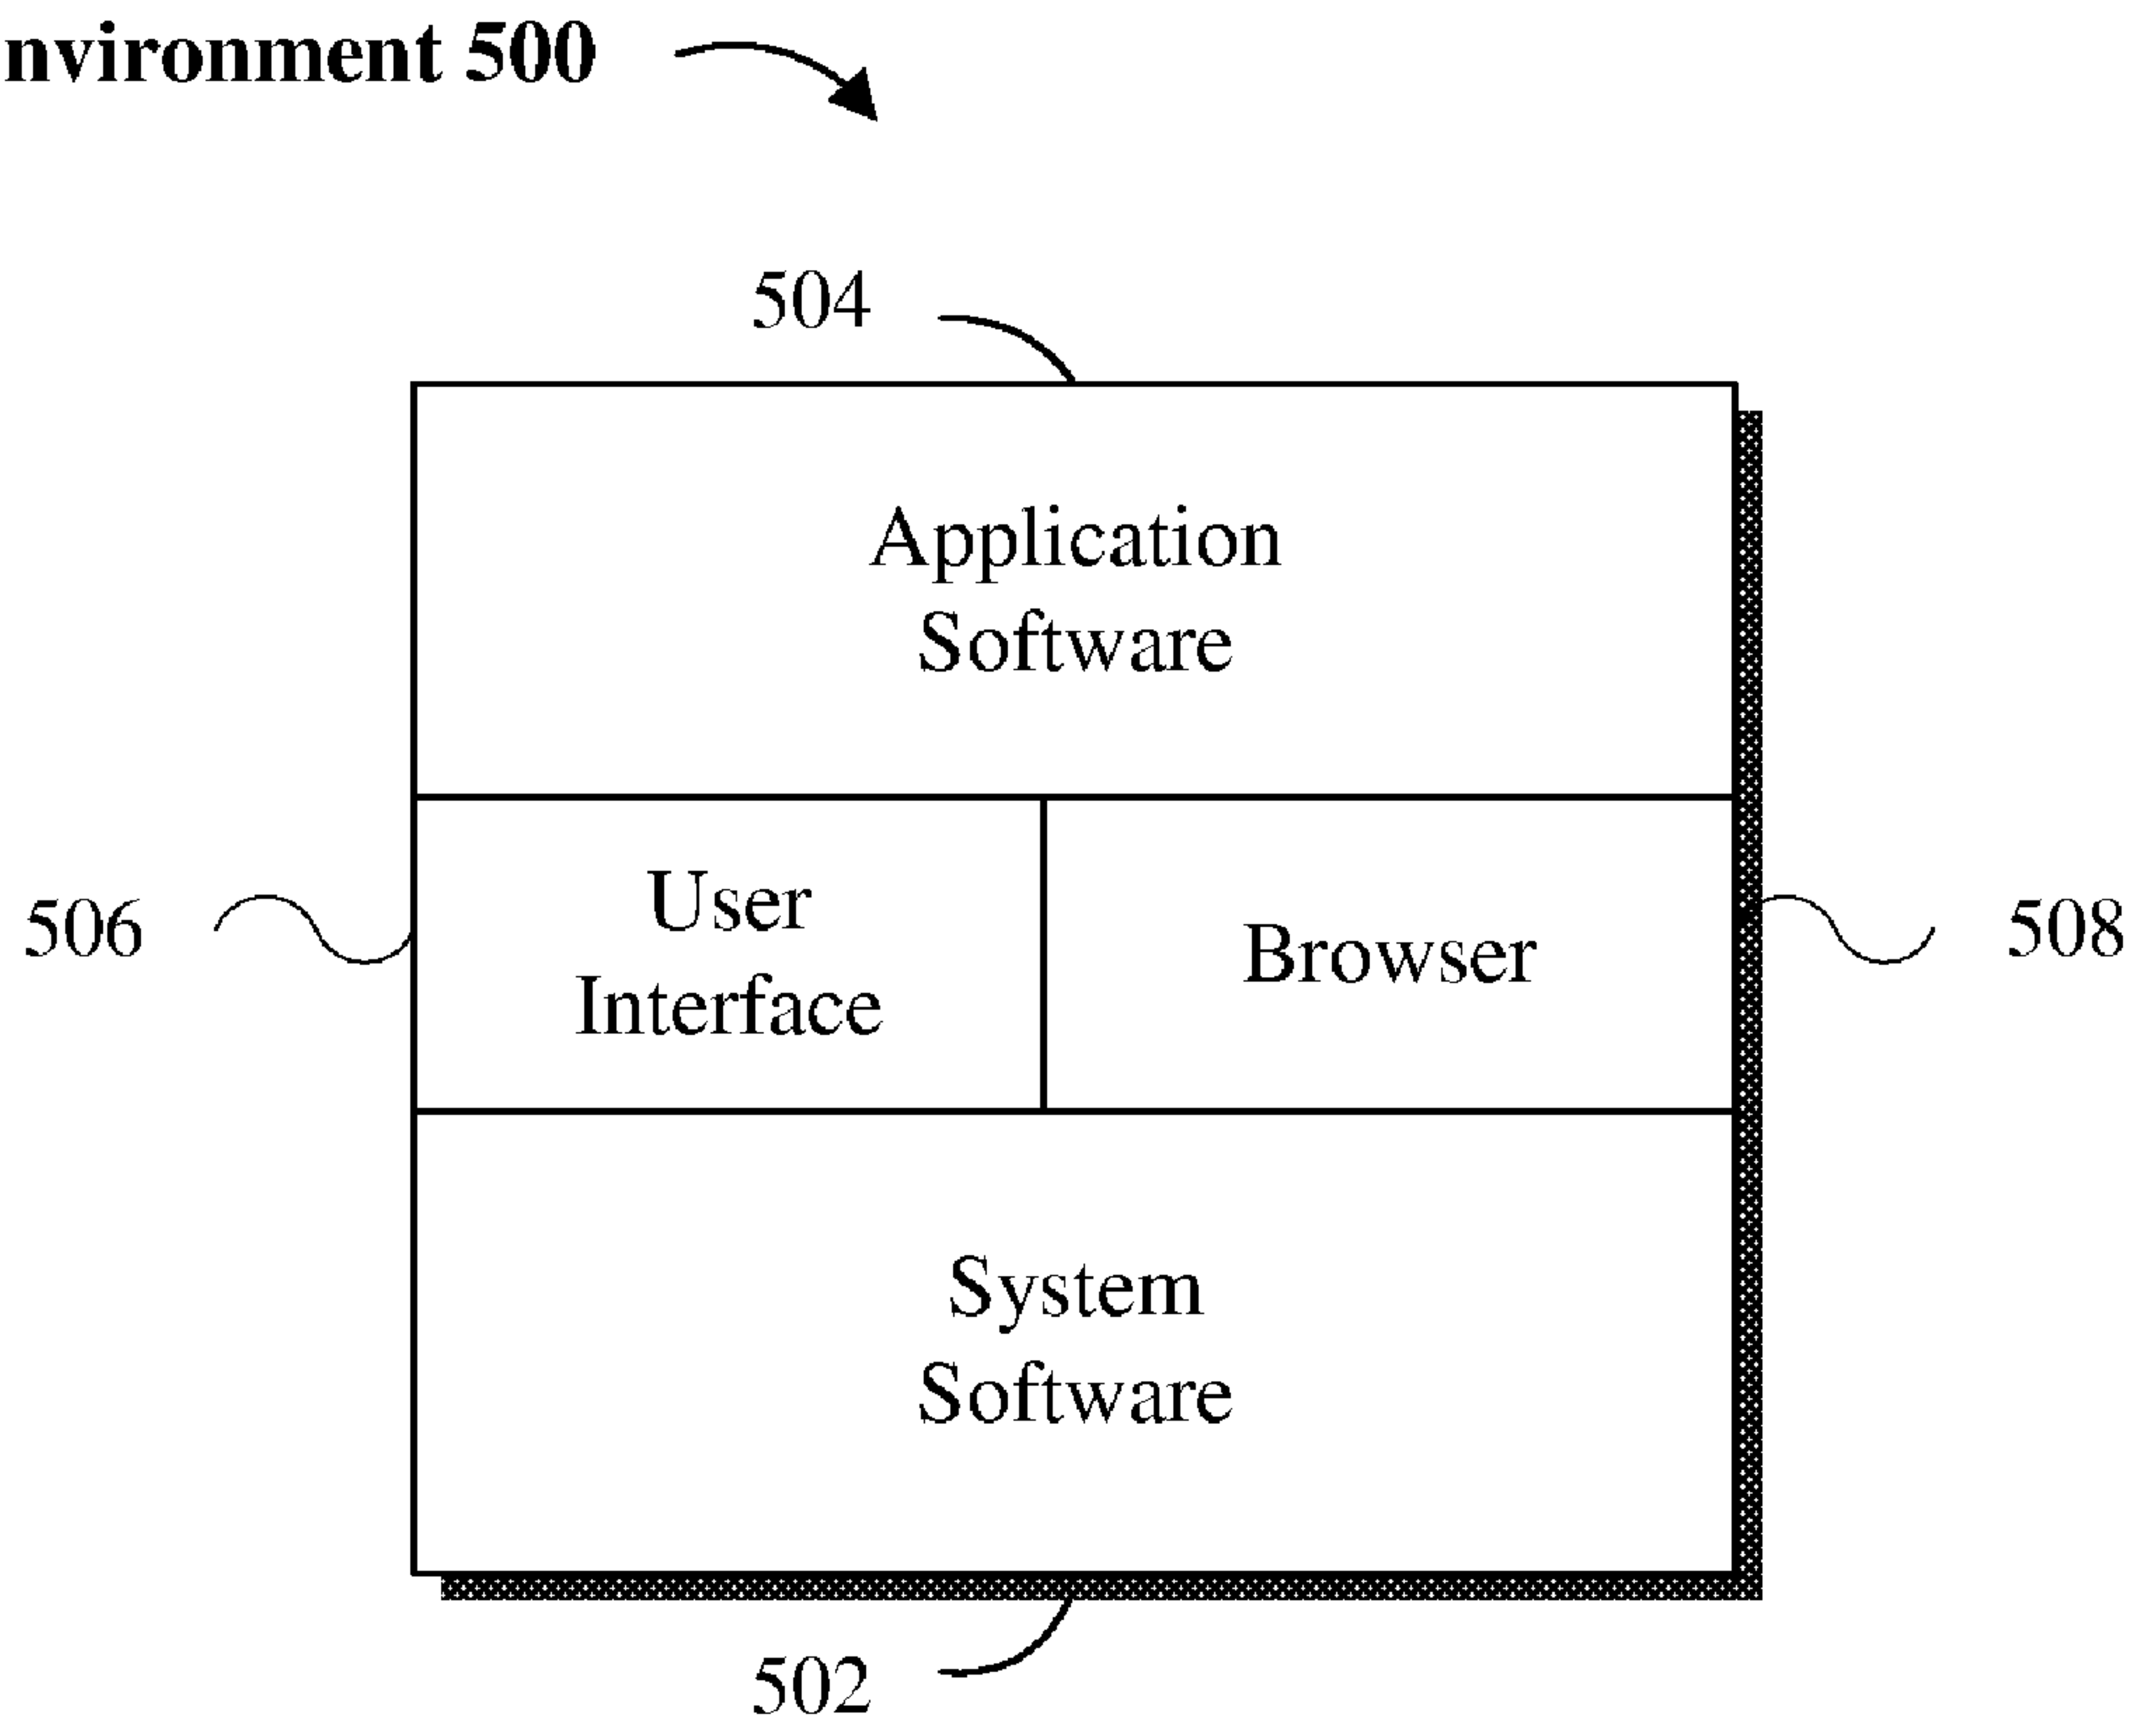 nvironment 500
504
Application
Software
506
User
Interface
Browser
508
System
Software
502